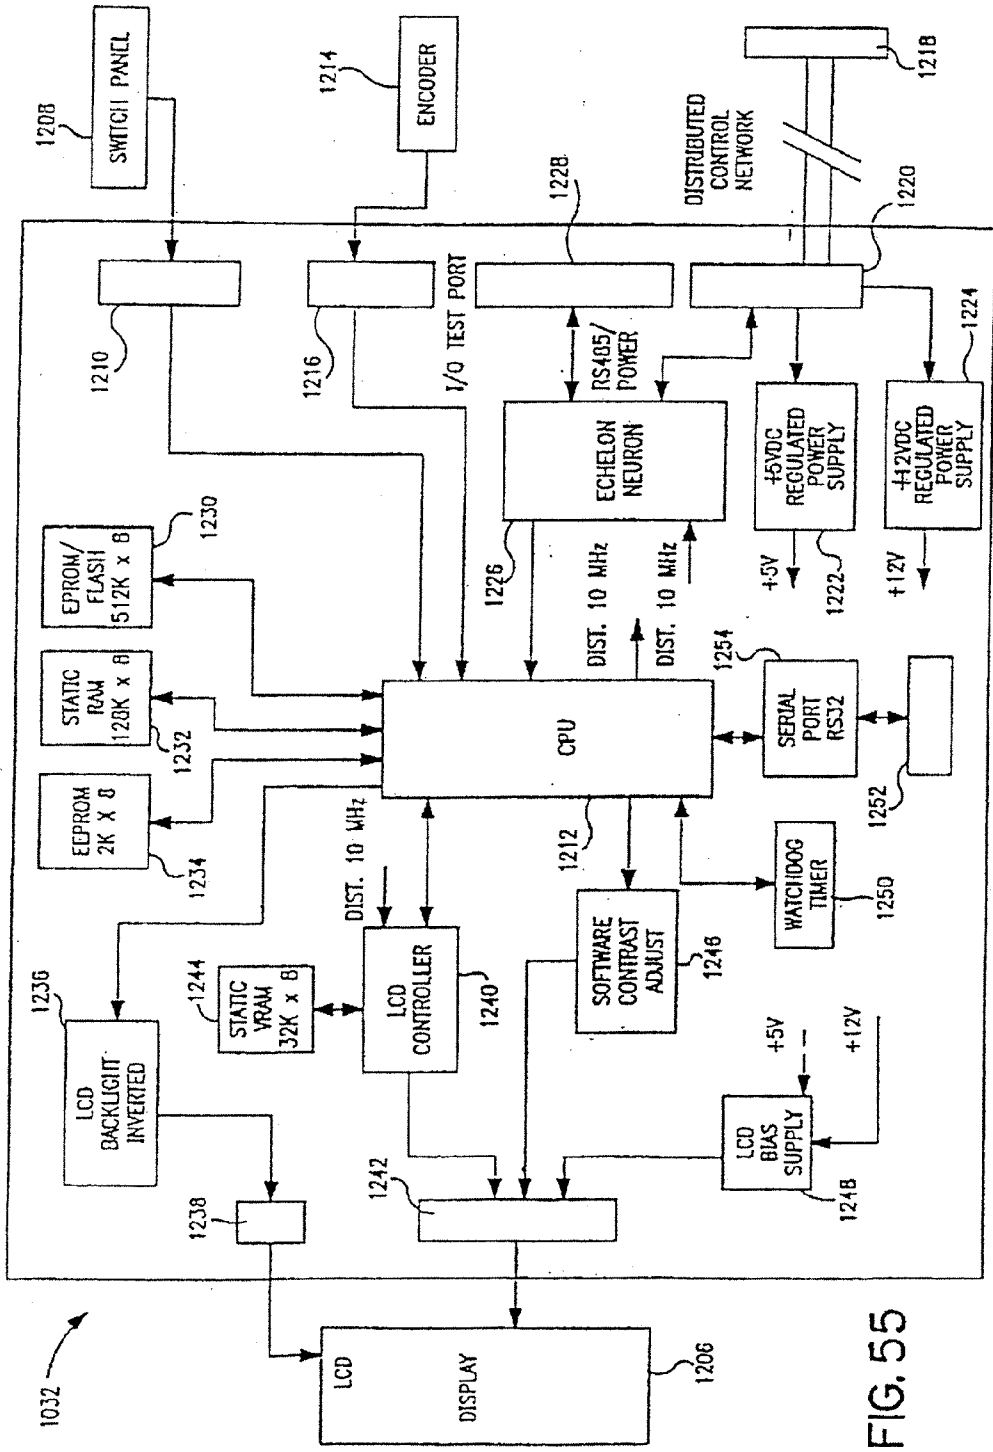 1032
LCD
DISPLAY
1206
1238
1242
1236
LCD
BACKLIGHT
INVERTED
1244
STATIC
VRAM
32K x 8
LCD
CONTROLLER
1240
DIST. 10 MHz
SOFTWARE
CONTRAST
ADJUST
1246
LCD
BIAS
SUPPLY
1248
+5V
+12V
WATCHDOG
TIMER
1250
EEPROM
2K X 8
1234
STATIC
RAM
128K x 8
1232
EPROM/
FLASH
512K x 8
1230
CPU
1212
DIST. 10 MHz
DIST. 10 MHz
1254
SERIAL
PORT
RS32
1252
1226
ECHELON
NEURON
RS485/
POWER
I/O TEST PORT
1228
+5V
+5VDC
REGULATED
POWER
SUPPLY
1222
+12V
+12VDC
REGULATED
POWER
SUPPLY
1224
1220
1210
1216
1208
SWITCH PANEL
1214
ENCODER
DISTRIBUTED
CONTROL
NETWORK
1218
FIG. 55